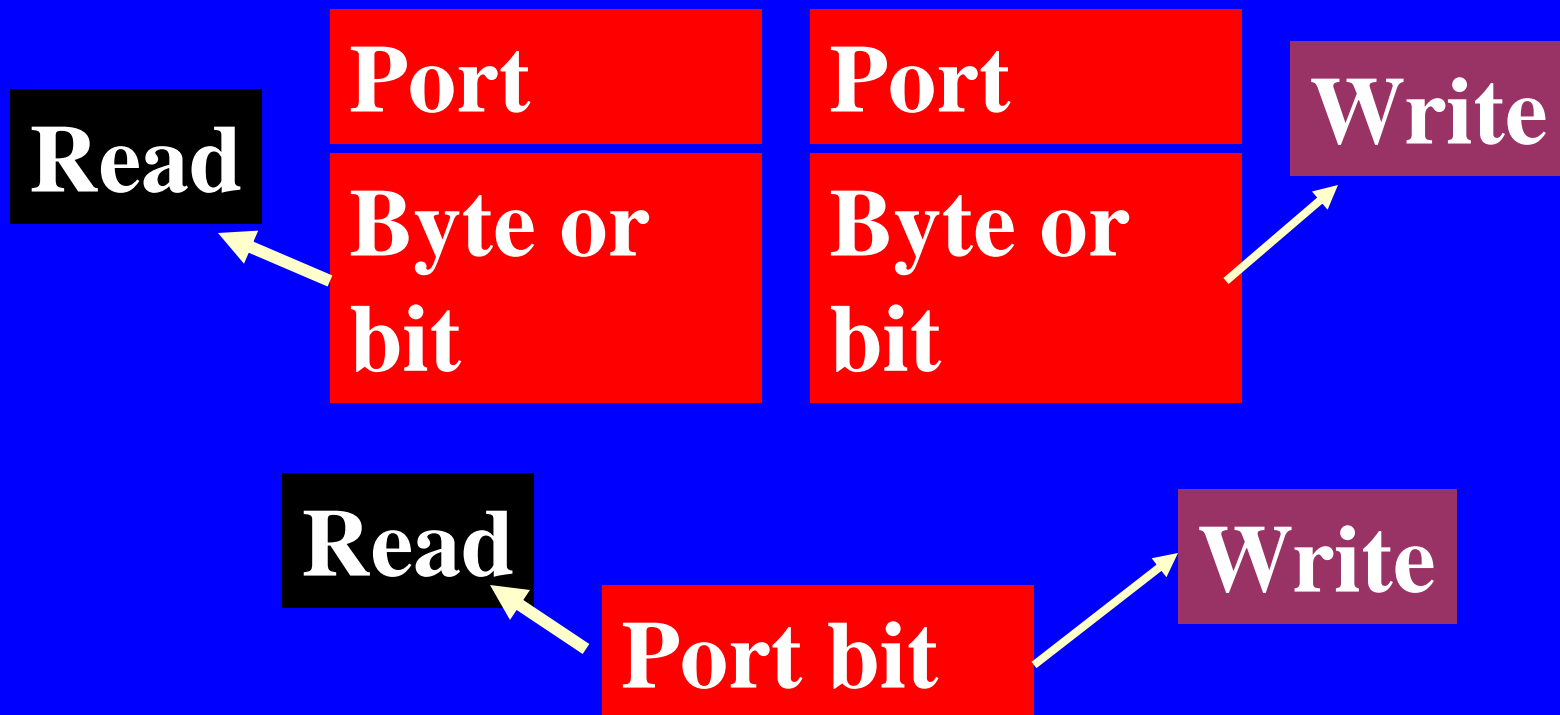 Port
Port
Write
Read
Byte or
bit
Byte or
bit
Read
Write
Port bit